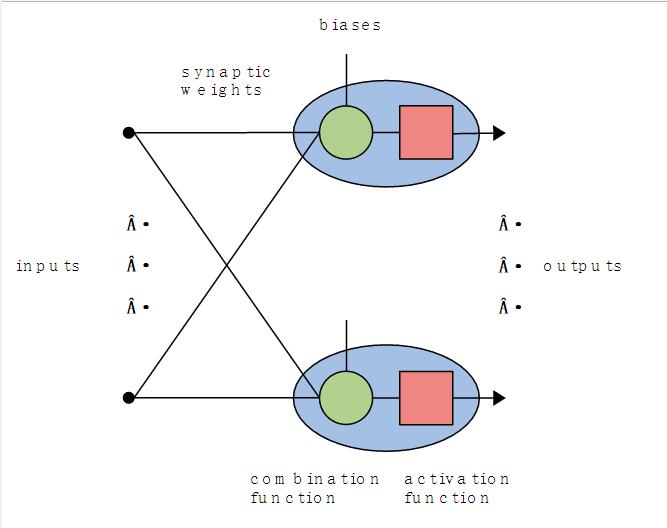 biases
synaptic
weights
Â •
Â •
inputs
Â •
Â •
outputs
Â •
Â •
combination
function
activation
function